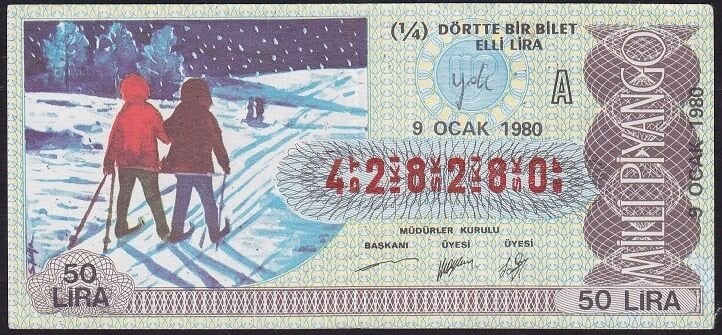 (1/4) DÖRTTE BİR BİLET
ELLİ LİRA
A
9 OCAK 1980
428280
MÜDÜRLER KURULU
BAŞKANI ÜYESİ ÜYESİ
50
LİRA
50 LİRA
MİLLİ PİYANGO
9 OCAK 1980